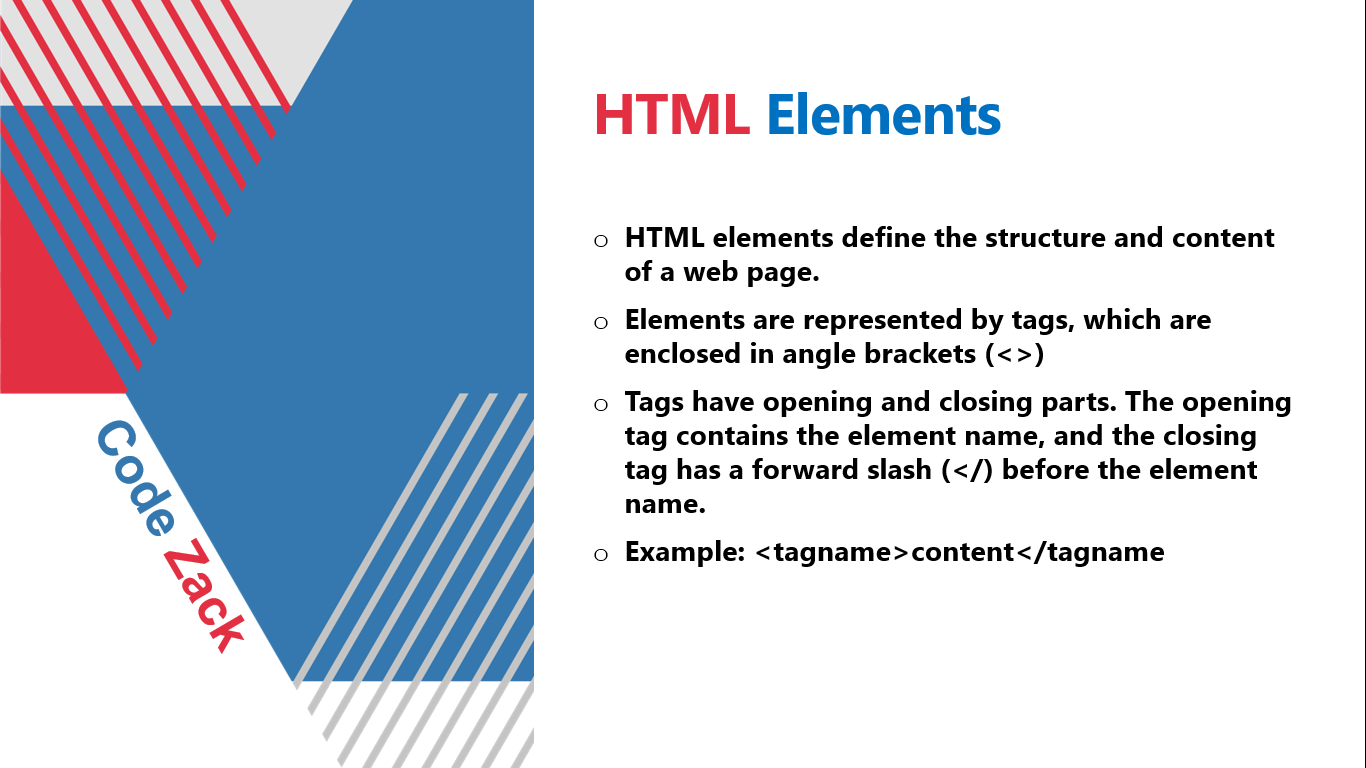 HTML Elements
o HTML elements define the structure and content
of a web page.
o Elements are represented by tags, which are
enclosed in angle brackets (<>)
o Tags have opening and closing parts. The opening
tag contains the element name, and the closing
tag has a forward slash (</) before the element
name.
o Example: <tagname>content</tagname
Code Zack